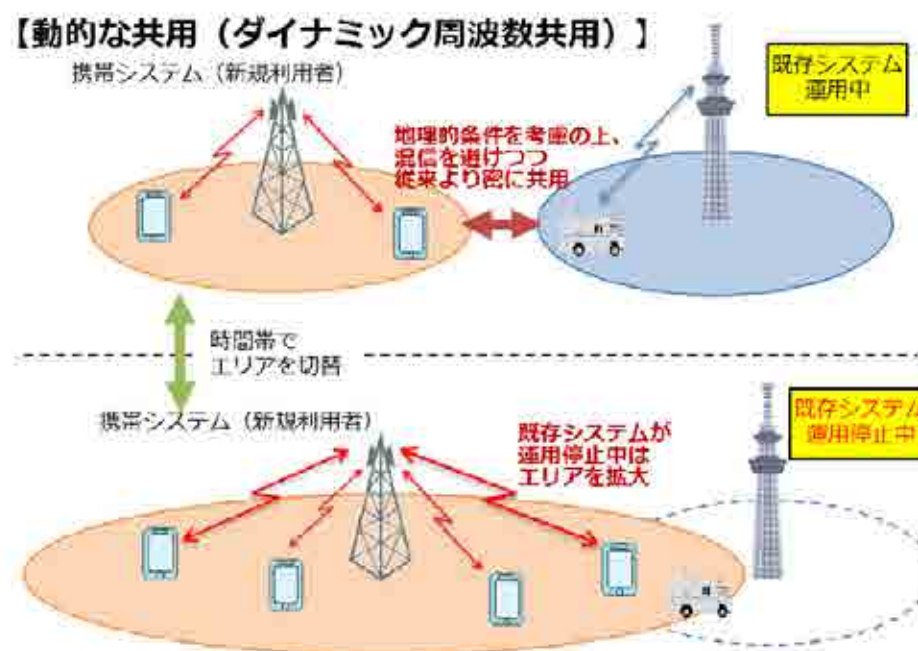 【動的な共用（ダイナミック周波数共用）】
携帯システム（新規利用者）
既存システム
運用中
地理的条件を考慮の上、
混信を避けつつ
従来より密に共用
時間帯で
エリアを切替
携帯システム（新規利用者）
既存システムが
運用停止中は
エリアを拡大
既存システム
運用停止中